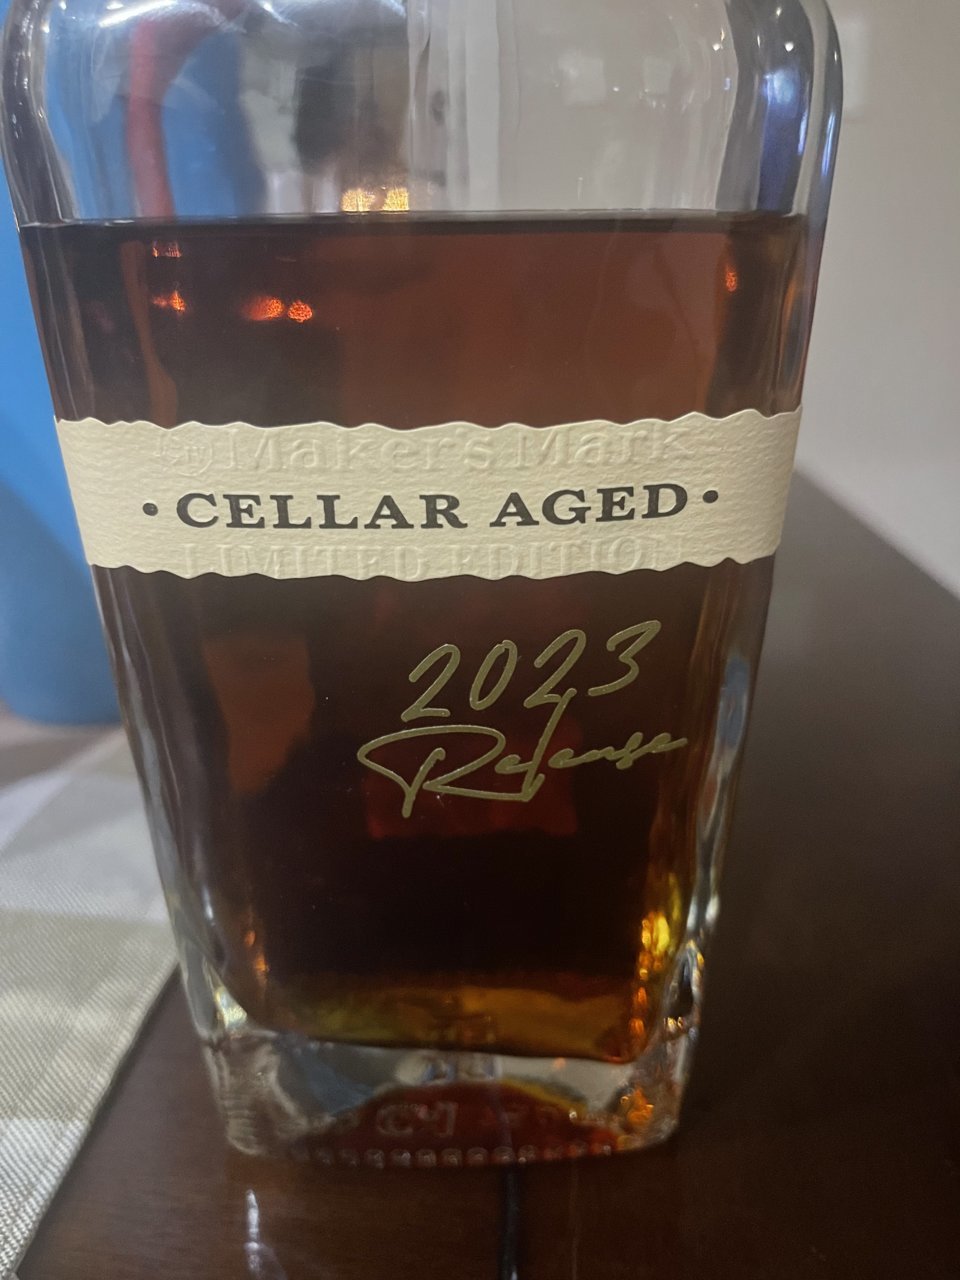 Maker's Mark
• CELLAR AGED •
LIMITED EDITION
2023
Release